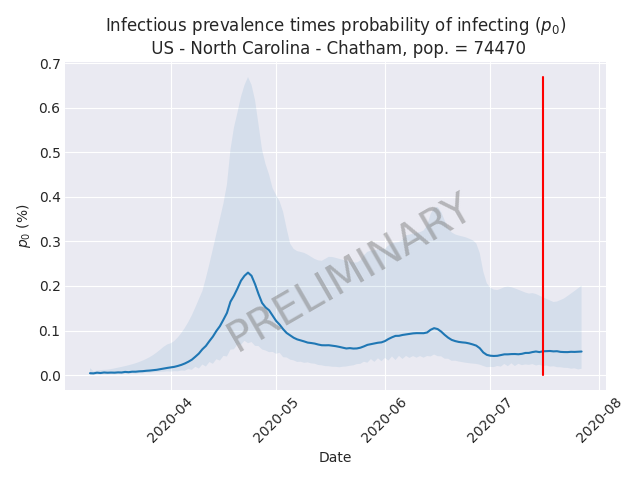 Infectious prevalence times probability of infecting (p0)
US - North Carolina - Chatham, pop. = 74470
0.7
0.6
0.5
0.4
0.3
0.2
0.1
0.0
p0 (%)
PRELIMINARY
2020-04
2020-05
2020-06
2020-07
2020-08
Date